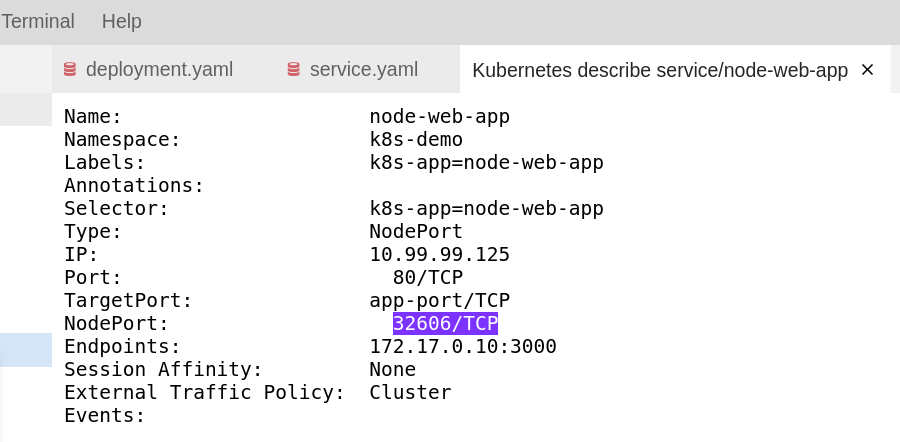 Terminal Help
deployment.yaml service.yaml Kubernetes describe service/node-web-app ×
Name: node-web-app
Namespace: k8s-demo
Labels: k8s-app=node-web-app
Annotations:
Selector: k8s-app=node-web-app
Type: NodePort
IP: 10.99.99.125
Port: 80/TCP
TargetPort: app-port/TCP
NodePort: 32606/TCP
Endpoints: 172.17.0.10:3000
Session Affinity: None
External Traffic Policy: Cluster
Events: